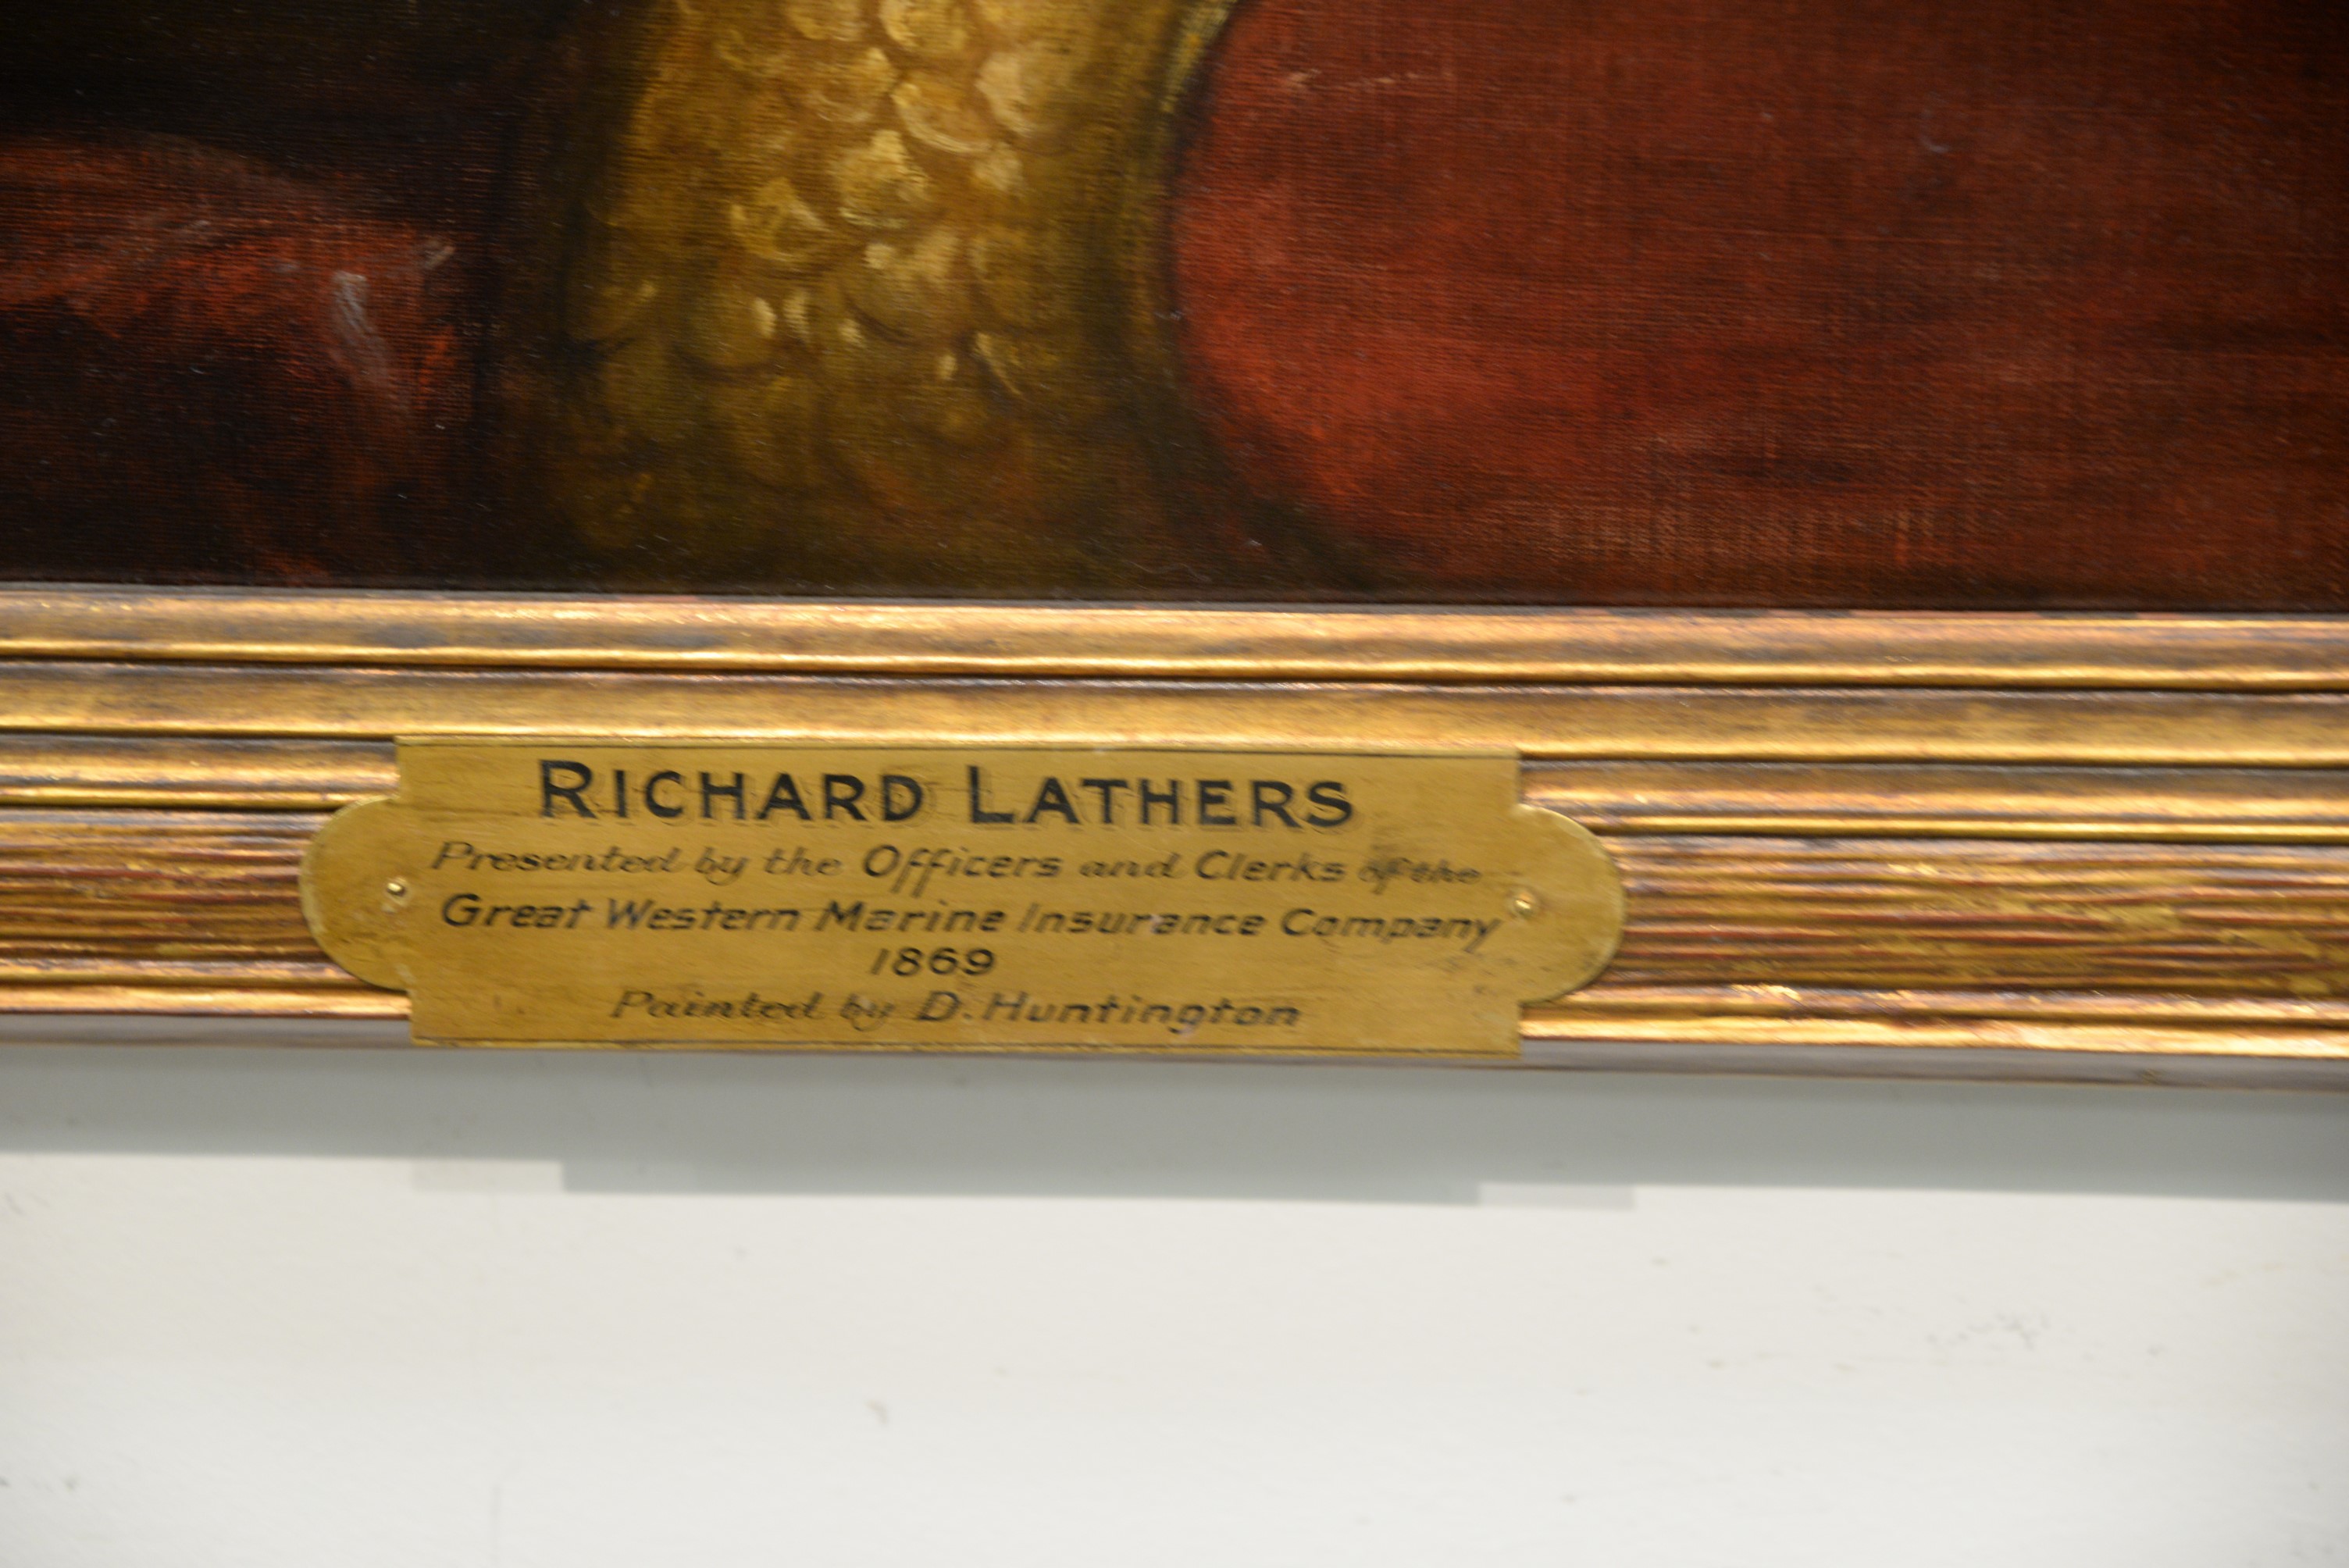 RICHARD LATHERS
Presented by the Officers and Clerks of the
Great Western Marine Insurance Company
1869
Painted by D. Huntington